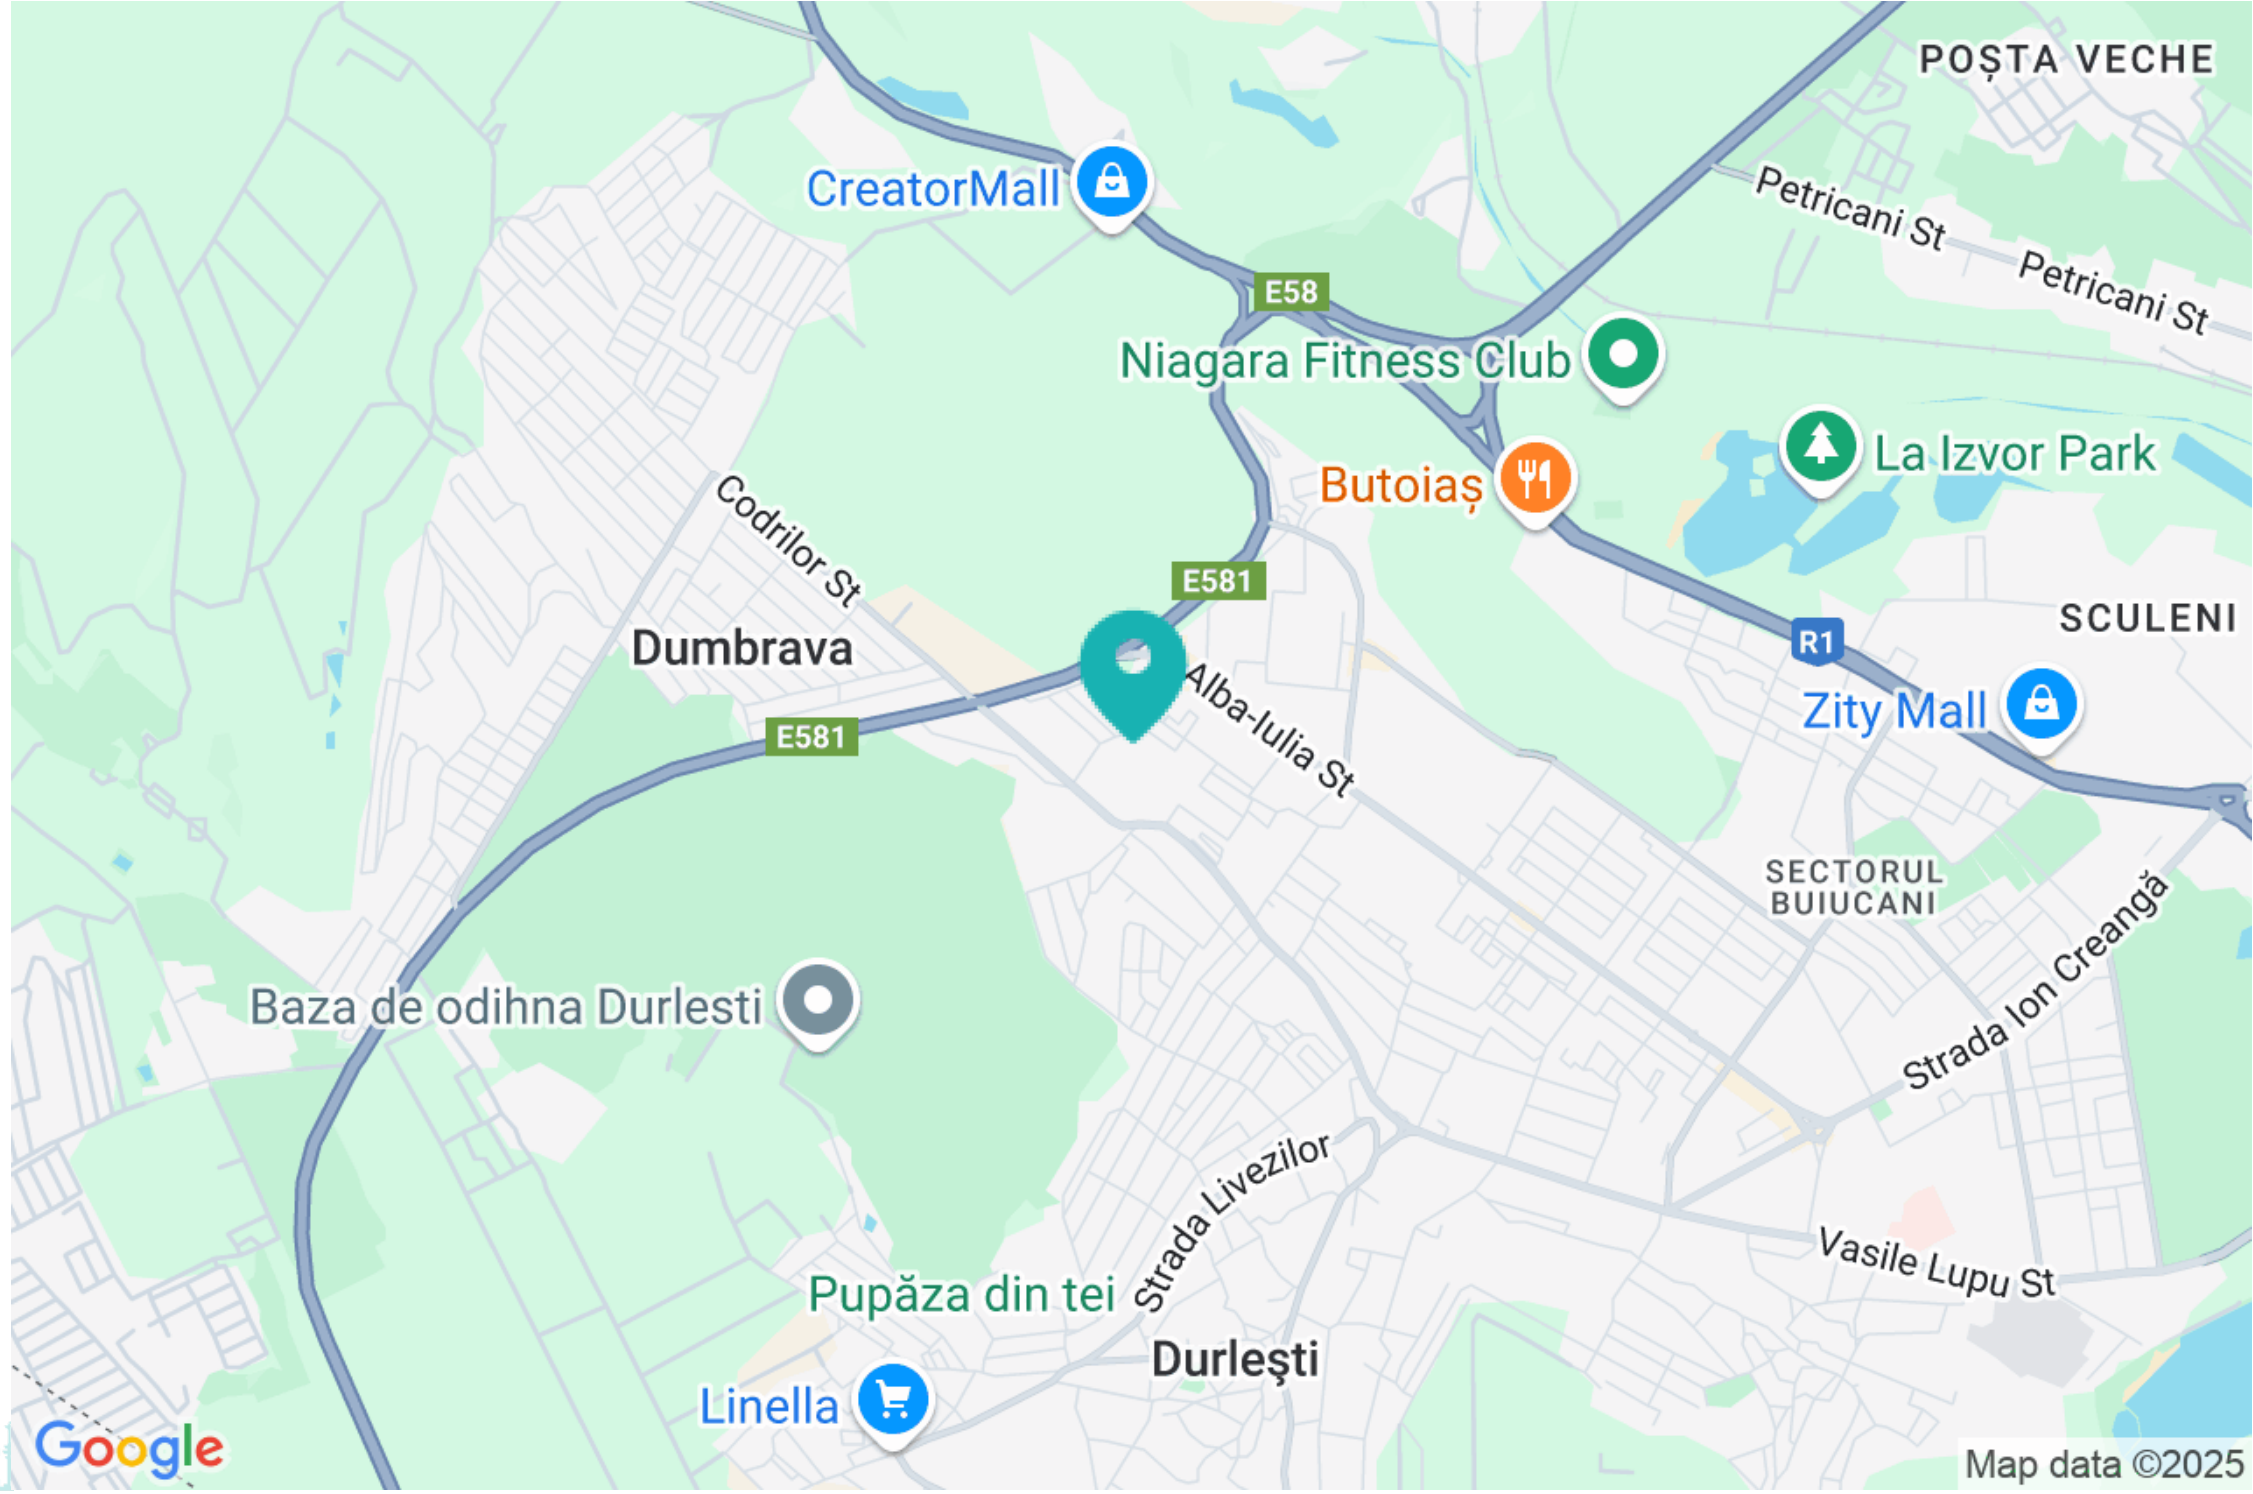 POȘTA VECHE
CreatorMall
Petricani St
Petricani St
E58
Niagara Fitness Club
La Izvor Park
Butoiaș
Codrilor St
E581
SCULENI
Dumbrava
R1
Alba-Iulia St
Zity Mall
E581
SECTORUL
BUIUCANI
Strada Ion Creangă
Baza de odihna Durlesti
Strada Livezilor
Vasile Lupu St
Pupăza din tei
Durleşti
Linella
Google
Map data ©2025